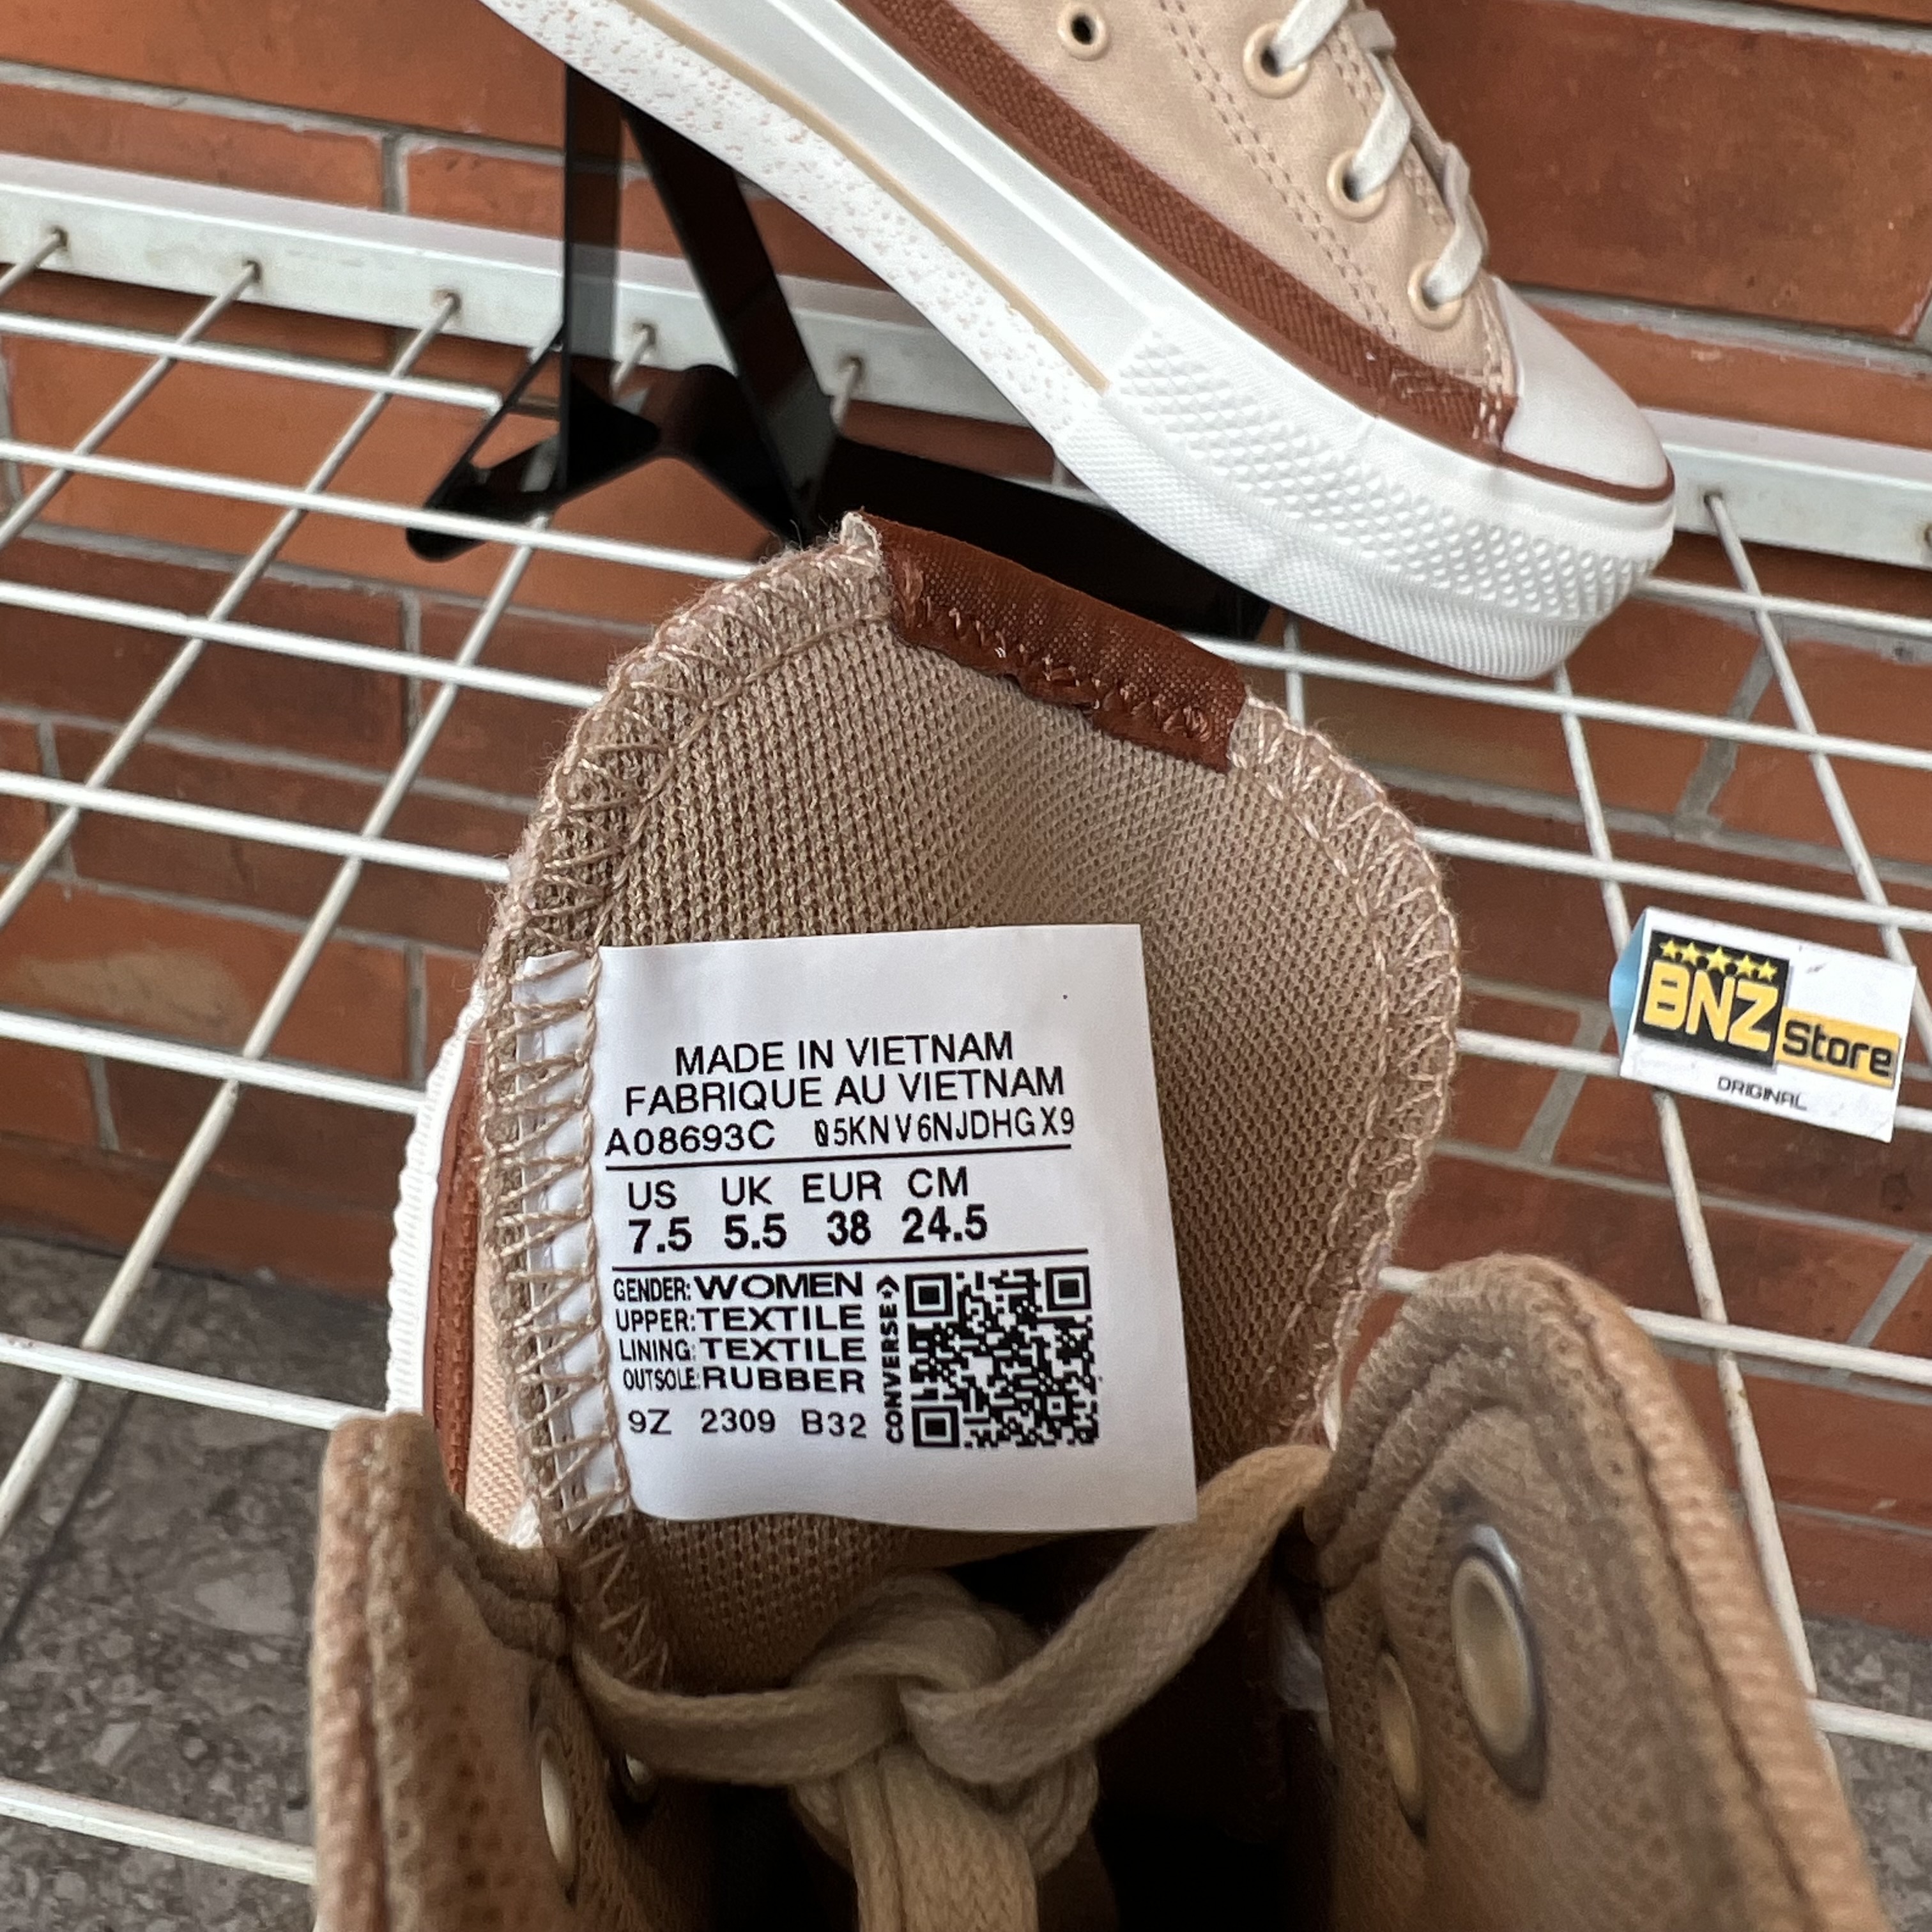 MADE IN VIETNAM
FABRIQUE AU VIETNAM
A08693C 05KNV6NJDHGX9
US UK EUR CM
7.5 5.5 38 24.5
GENDER: WOMEN
UPPER: TEXTILE
LINING: TEXTILE
OUTSOLE: RUBBER
9Z 2309 B32
CONVERSE
BNZ
Store
ORIGINAL